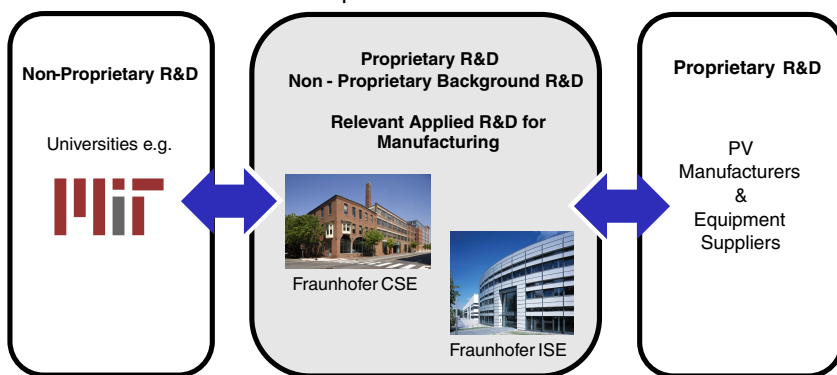 Non-Proprietary R&D
Universities e.g.
MIT
Proprietary R&D
Non - Proprietary Background R&D
Relevant Applied R&D for
Manufacturing
Fraunhofer CSE
Fraunhofer ISE
Proprietary R&D
PV
Manufacturers
&
Equipment
Suppliers